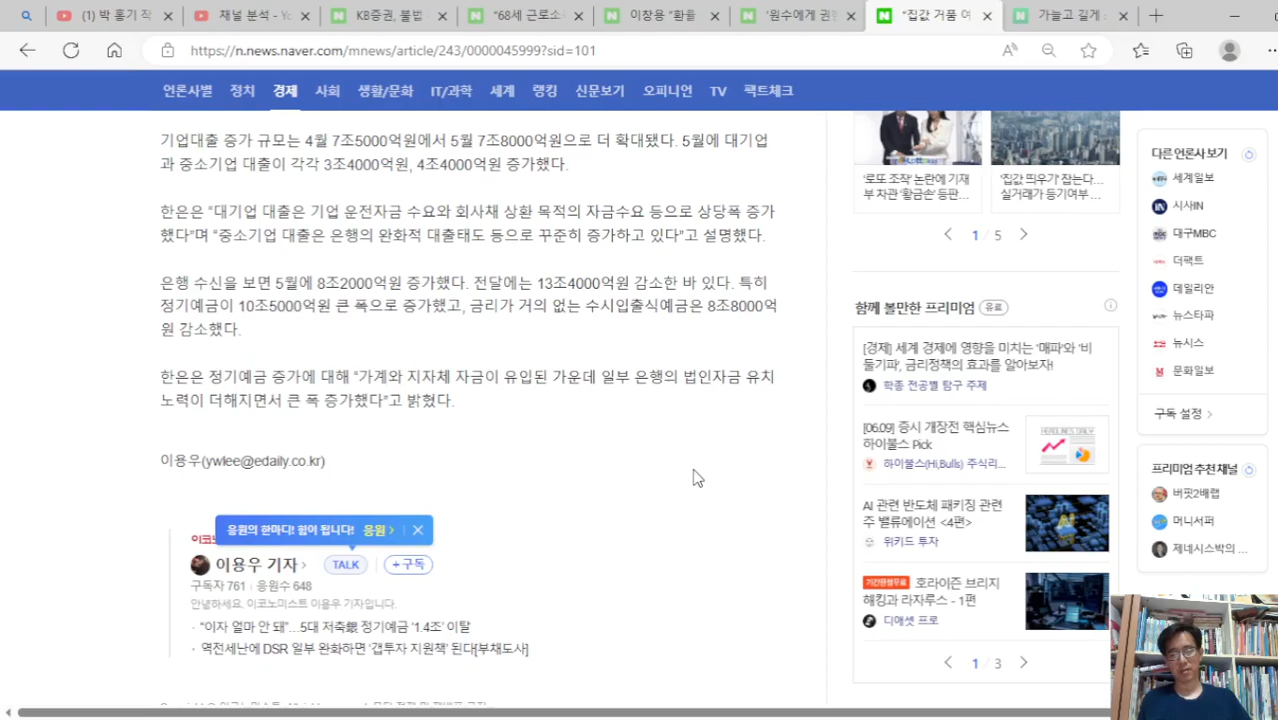 (1) 박 홍기 작
채널 분석 - Yo
KB증권, 불법
"68세 근로소
이창용 "환율
'원수에게 권한
"집값 거품 여
가늘고 길게
https://n.news.naver.com/mnews/article/243/0000045999?sid=101
언론사별 정치 경제 사회 생활/문화 IT/과학 세계 랭킹 신문보기 오피니언 TV 팩트체크
기업대출 증가 규모는 4월 7조5000억원에서 5월 7조8000억원으로 더 확대됐다. 5월에 대기업
과 중소기업 대출이 각각 3조4000억원, 4조4000억원 증가했다.
한은은 "대기업 대출은 기업 운전자금 수요와 회사채 상환 목적의 자금수요 등으로 상당폭 증가
했다"며 "중소기업 대출은 은행의 완화적 대출태도 등으로 꾸준히 증가하고 있다"고 설명했다.
은행 수신을 보면 5월에 8조2000억원 증가했다. 전달에는 13조4000억원 감소한 바 있다. 특히
정기예금이 10조5000억원 큰 폭으로 증가했고, 금리가 거의 없는 수시입출식예금은 8조8000억
원 감소했다.
한은은 정기예금 증가에 대해 "가계와 지자체 자금이 유입된 가운데 일부 은행의 법인자금 유치
노력이 더해지면서 큰 폭 증가했다"고 밝혔다.
이용우(ywlee@edaily.co.kr)
응원의 한마디! 힘이 됩니다! 응원 >
이용우 기자 > TALK +구독
구독자 761 응원수 648
안녕하세요. 이코노미스트 이용우 기자입니다.
· "이자 얼마 안 돼"…5대 저축銀 정기예금 '1.4조' 이탈
· 역전세난에 DSR 일부 완화하면 '갭투자 지원책' 된다[부채도사]
'로또 조작' 논란에 기재
부 차관 '황금손' 등판…
'집값 띄우기' 잡는다…
실거래가 등기여부 …
1 / 5
함께 볼만한 프리미엄 유료
[경제] 세계 경제에 영향을 미치는 '매파'와 '비
둘기파', 금리정책의 효과를 알아보자!
학종 전공별 탐구 주제
[06.09] 증시 개장전 핵심뉴스
하이불스 Pick
HEADLINES DAILY
하이불스(Hi,Bulls) 주식리…
AI 관련 반도체 패키징 관련
주 밸류에이션 <4편>
AI
위키드 투자
기간한정무료 호라이즌 브리지
해킹과 라자루스 - 1편
디애셋 프로
1 / 3
다른 언론사 보기
세계일보
시사IN
대구MBC
더팩트
데일리안
뉴스타파
뉴시스
문화일보
구독 설정 >
프리미엄 추천 채널
버핏2배랩
머니서퍼
제네시스박의 …